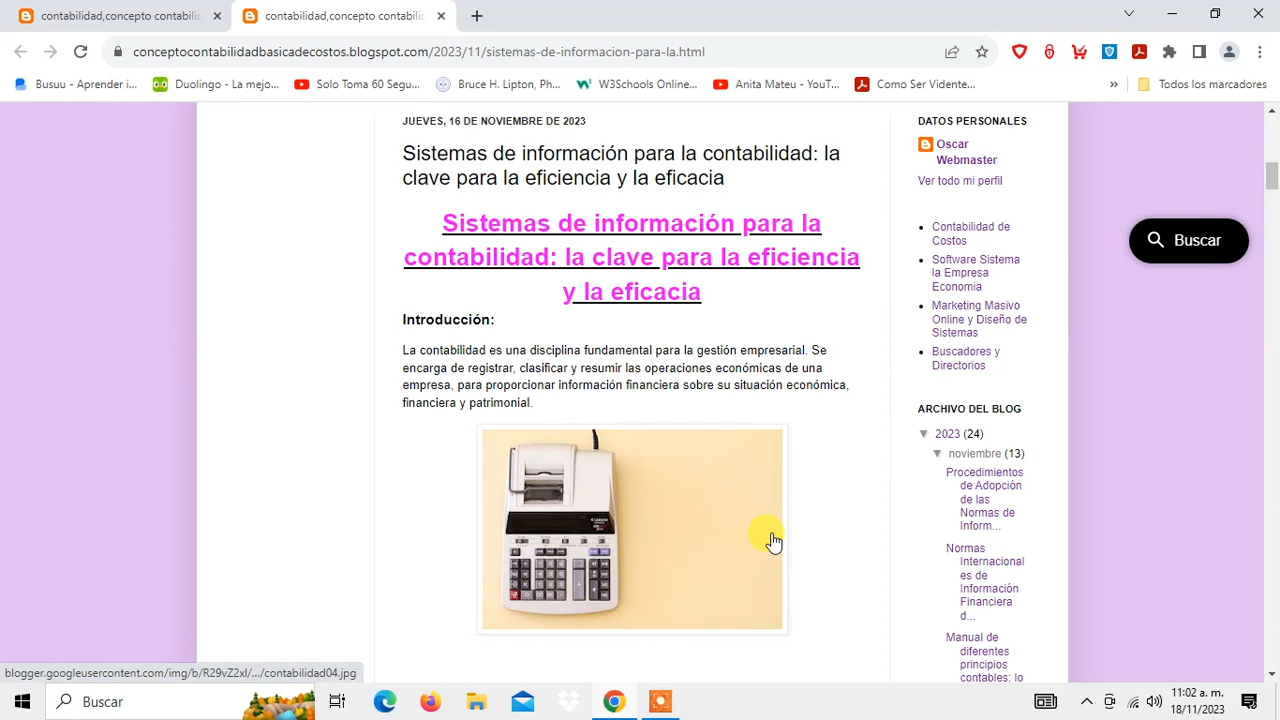 contabilidad,concepto contabilic
contabilidad,concepto contabilic
conceptocontabilidadbasicadecostos.blogspot.com/2023/11/sistemas-de-informacion-para-la.html
Busuu - Aprender i...
Duolingo - La mejo...
Solo Toma 60 Segu...
Bruce H. Lipton, Ph...
W3Schools Online...
Anita Mateu - YouT...
Como Ser Vidente...
»
Todos los marcadores
JUEVES, 16 DE NOVIEMBRE DE 2023
Sistemas de información para la contabilidad: la
clave para la eficiencia y la eficacia
Sistemas de información para la
contabilidad: la clave para la eficiencia
y la eficacia
Introducción:
La contabilidad es una disciplina fundamental para la gestión empresarial. Se
encarga de registrar, clasificar y resumir las operaciones económicas de una
empresa, para proporcionar información financiera sobre su situación económica,
financiera y patrimonial.
DATOS PERSONALES
Oscar
Webmaster
Ver todo mi perfil
Contabilidad de
Costos
Software Sistema
la Empresa
Economia
Marketing Masivo
Online y Diseño de
Sistemas
Buscadores y
Directorios
ARCHIVO DEL BLOG
2023 (24)
noviembre (13)
Procedimientos
de Adopción
de las
Normas de
Inform...
Normas
Internacional
es de
Información
Financiera
d...
Manual de
diferentes
principios
contables: lo
Buscar
blogger.googleusercontent.com/img/b/R29vZ2xl/.../contabilidad04.jpg
Buscar
11:02 a. m.
18/11/2023